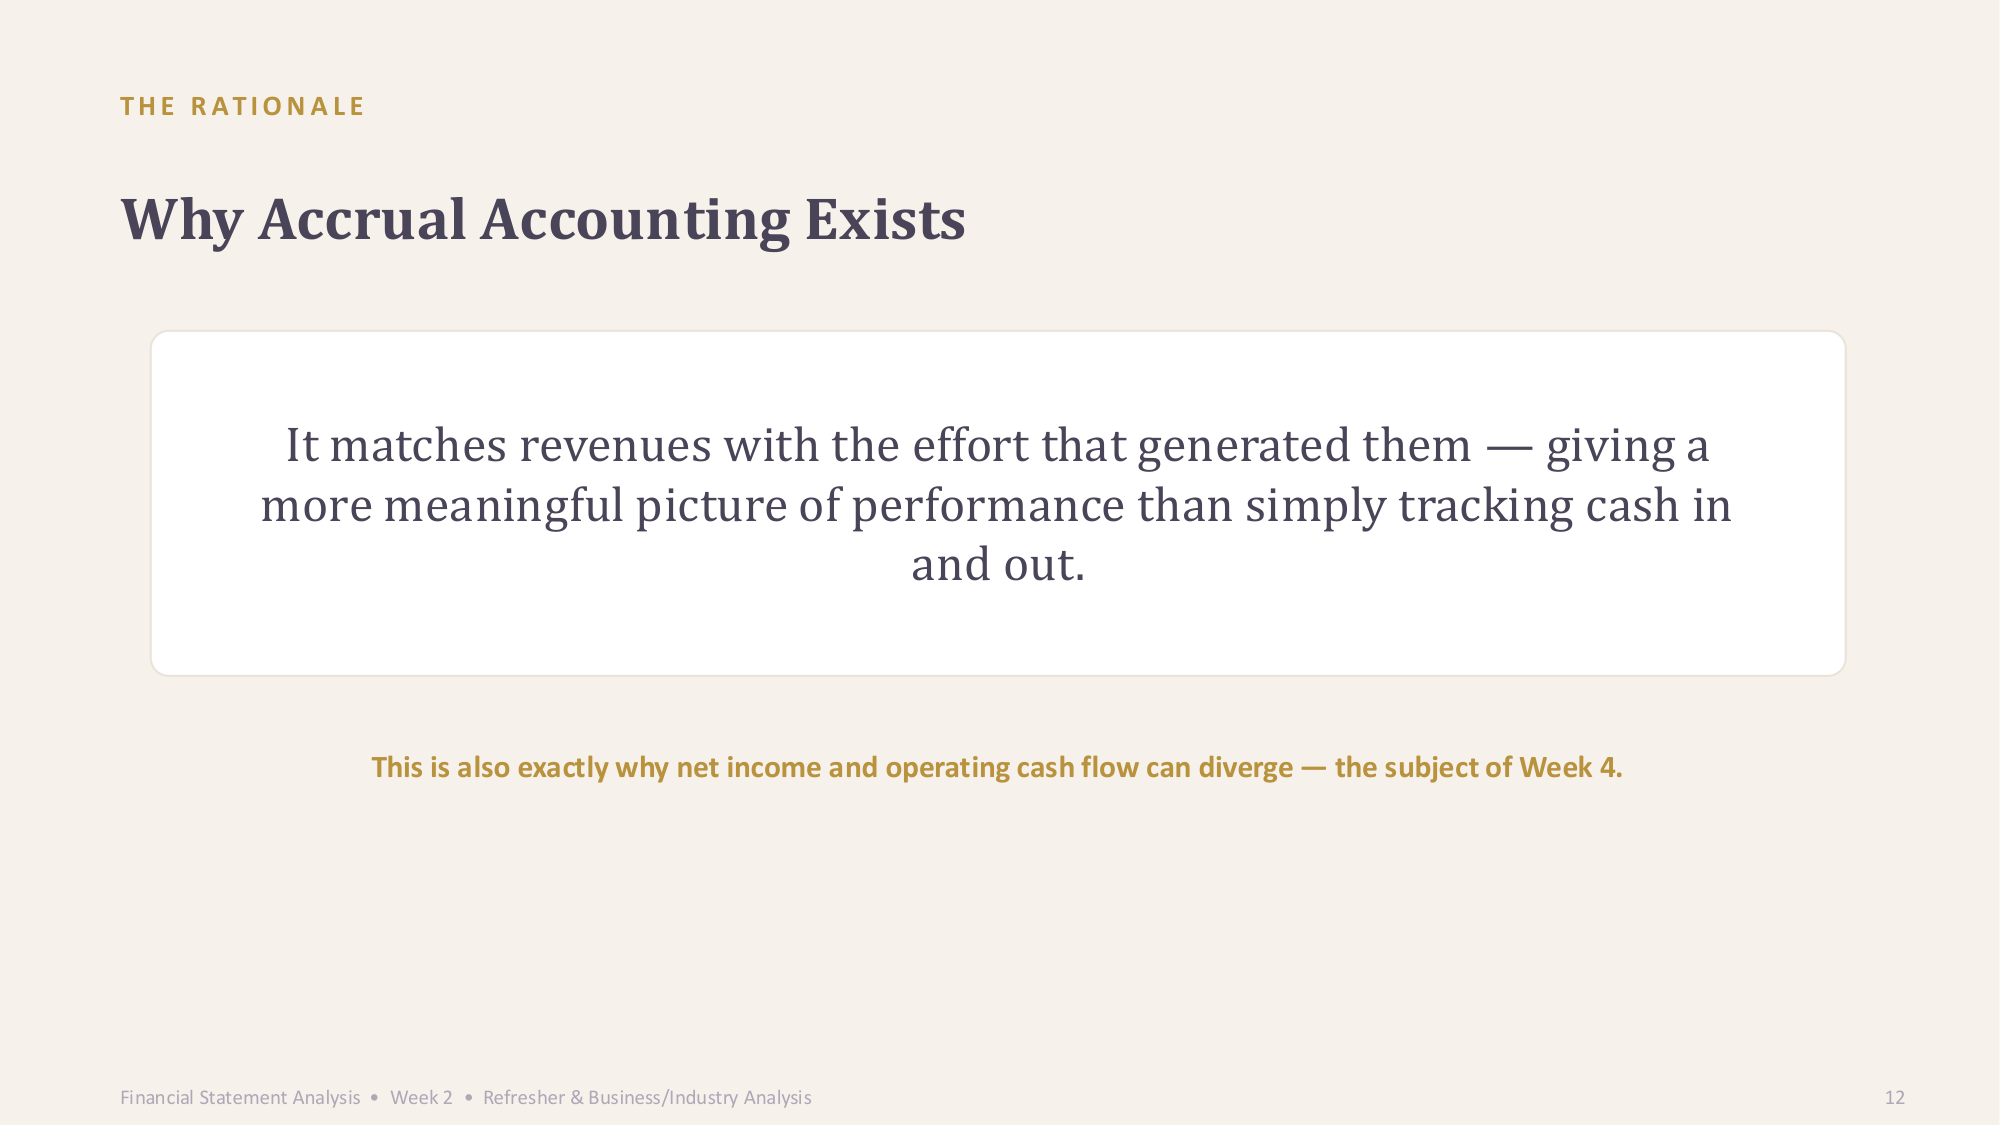 THE RATIONALE
Why Accrual Accounting Exists
It matches revenues with the effort that generated them — giving a
more meaningful picture of performance than simply tracking cash in
and out.
This is also exactly why net income and operating cash flow can diverge — the subject of Week 4.
Financial Statement Analysis • Week 2 • Refresher & Business/Industry Analysis
12